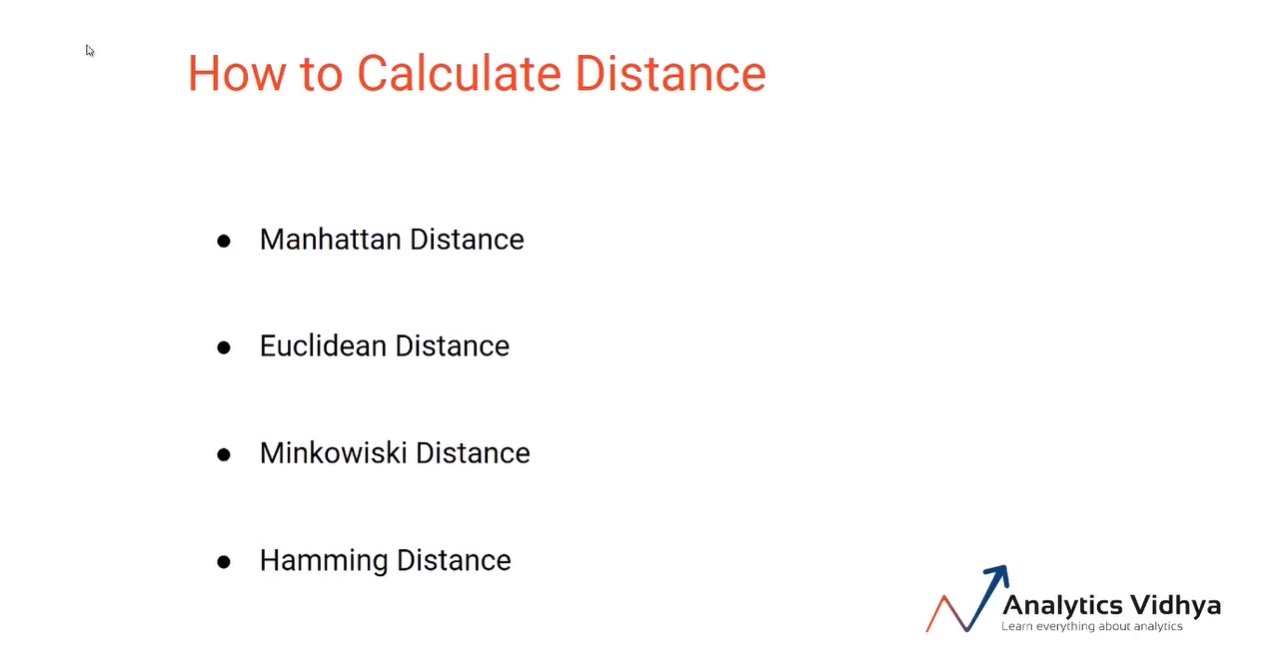 How to Calculate Distance
● Manhattan Distance
● Euclidean Distance
● Minkowiski Distance
● Hamming Distance
Analytics Vidhya
Learn everything about analytics